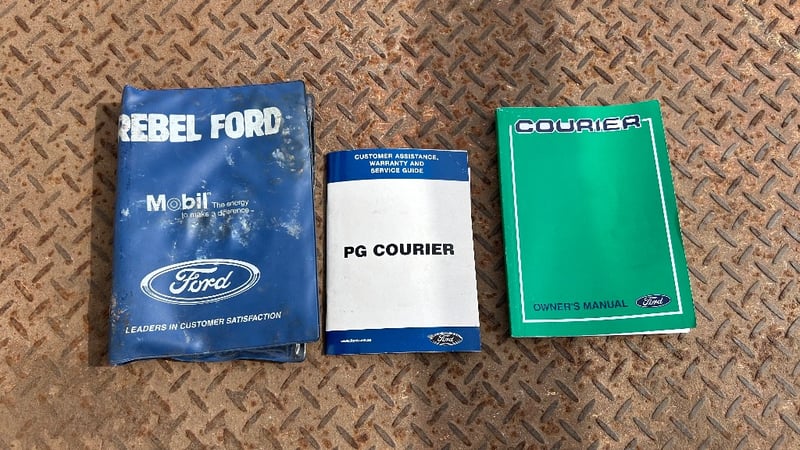 REBEL FORD
Mobil The energy
to make a difference
Ford
LEADERS IN CUSTOMER SATISFACTION
CUSTOMER ASSISTANCE,
WARRANTY AND
SERVICE GUIDE
PG COURIER
Ford
COURIER
OWNER'S MANUAL Ford